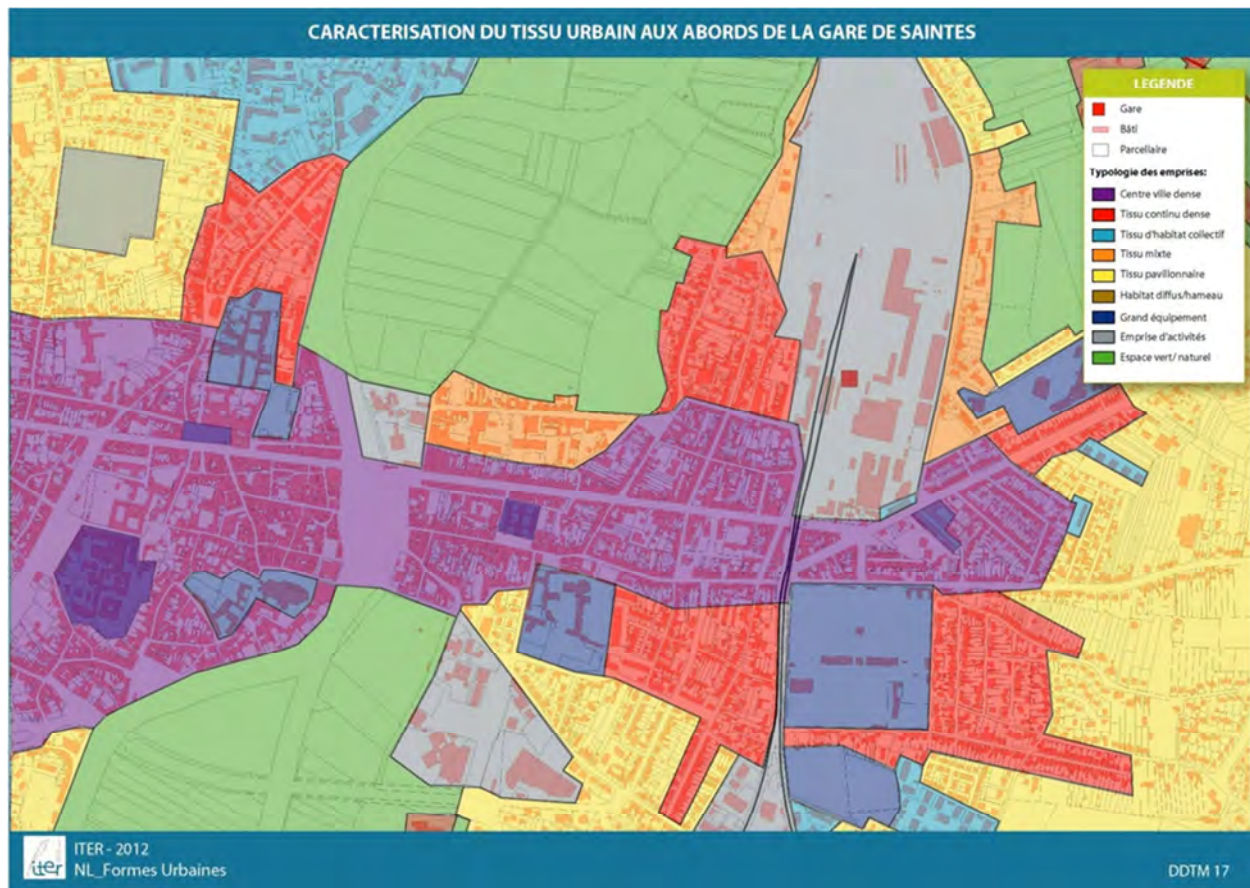 CARACTERISATION DU TISSU URBAIN AUX ABORDS DE LA GARE DE SAINTES
LEGENDE
Gare
Bâti
Parcellaire
Typologie des emprises:
Centre ville dense
Tissu continu dense
Tissu d'habitat collectif
Tissu mixte
Tissu pavillonnaire
Habitat diffus/hameau
Grand équipement
Emprise d'activités
Espace vert/ naturel
iter
ITER - 2012
NL_Formes Urbaines
DDTM 17